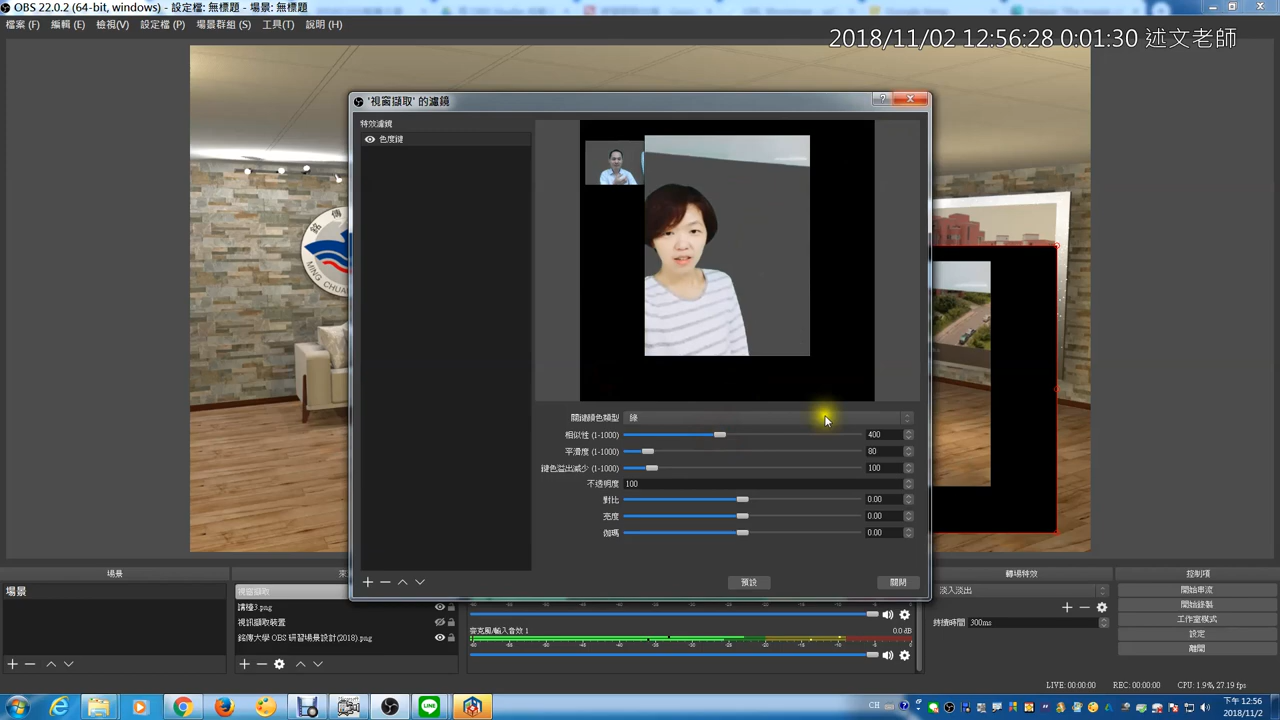 OBS 22.0.2 (64-bit, windows) - 設定檔: 無標題 - 場景: 無標題
檔案 (F) 編輯 (E) 檢視(V) 設定檔 (P) 場景群組 (S) 工具(T) 說明 (H)
2018/11/02 12:56:28 0:01:30 述文老師
'視窗擷取' 的濾鏡
特效濾鏡
色度鍵
MING CHUAN
關鍵顏色類型 綠
相似性 (1-1000) 400
平滑度 (1-1000) 80
鍵色溢出減少 (1-1000) 100
不透明度 100
對比 0.00
亮度 0.00
伽瑪 0.00
預設 關閉
場景
轉場特效
控制項
場景
視窗擷取
講檯3.png
視訊擷取裝置
銘傳大學 OBS 研習場景設計(2018).png
麥克風/輸入音效 1
0.0 dB
淡入淡出
持續時間 300ms
開始串流
開始錄製
工作室模式
設定
離開
LIVE: 00:00:00 REC: 00:00:00 CPU: 1.9%, 27.19 fps
CH
下午 12:56
2018/11/2